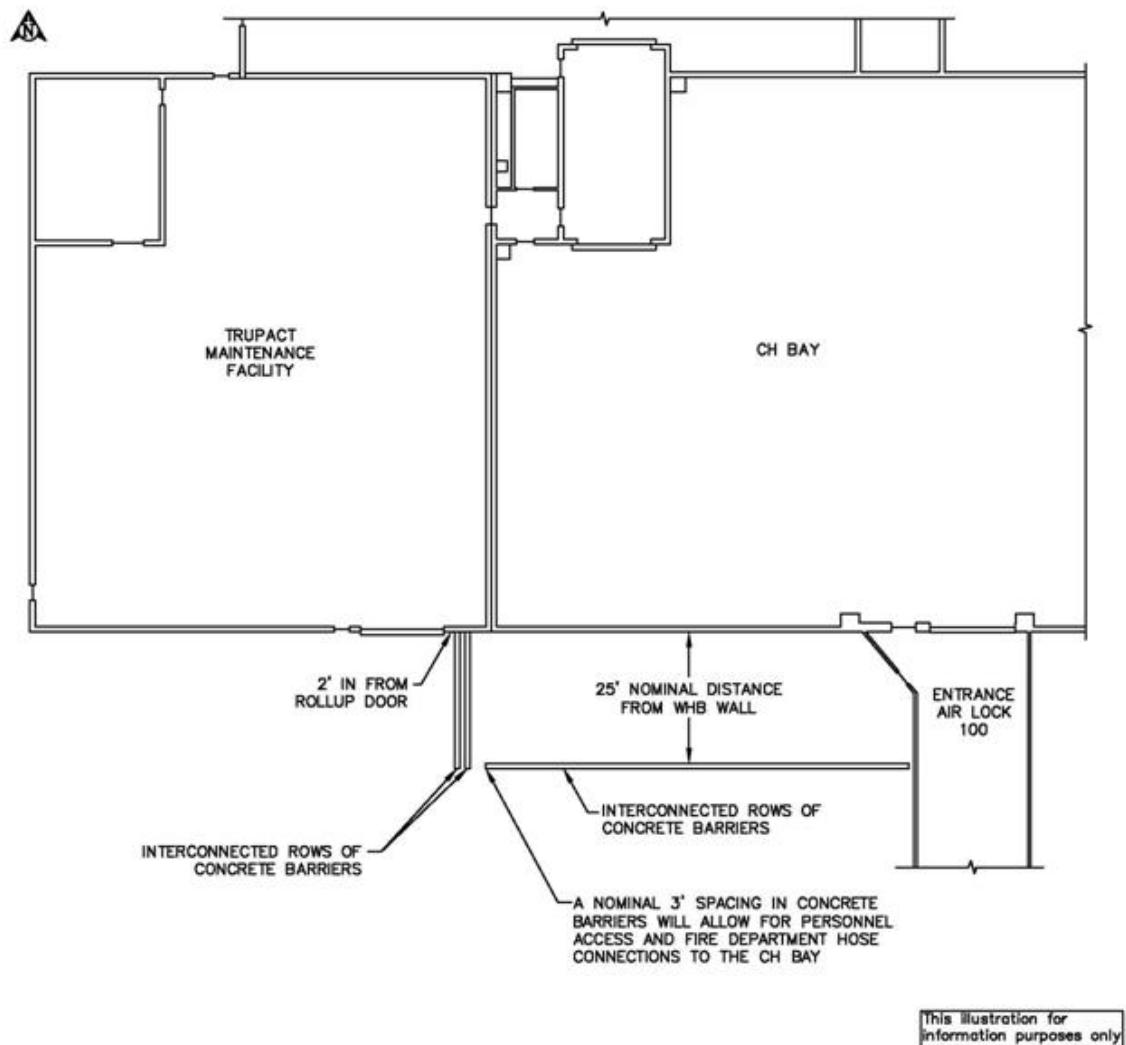 N
TRUPACT
MAINTENANCE
FACILITY
CH BAY
2' IN FROM
ROLLUP DOOR
25' NOMINAL DISTANCE
FROM WHB WALL
ENTRANCE
AIR LOCK
100
INTERCONNECTED ROWS OF
CONCRETE BARRIERS
INTERCONNECTED ROWS OF
CONCRETE BARRIERS
A NOMINAL 3' SPACING IN CONCRETE
BARRIERS WILL ALLOW FOR PERSONNEL
ACCESS AND FIRE DEPARTMENT HOSE
CONNECTIONS TO THE CH BAY
This illustration for
information purposes only